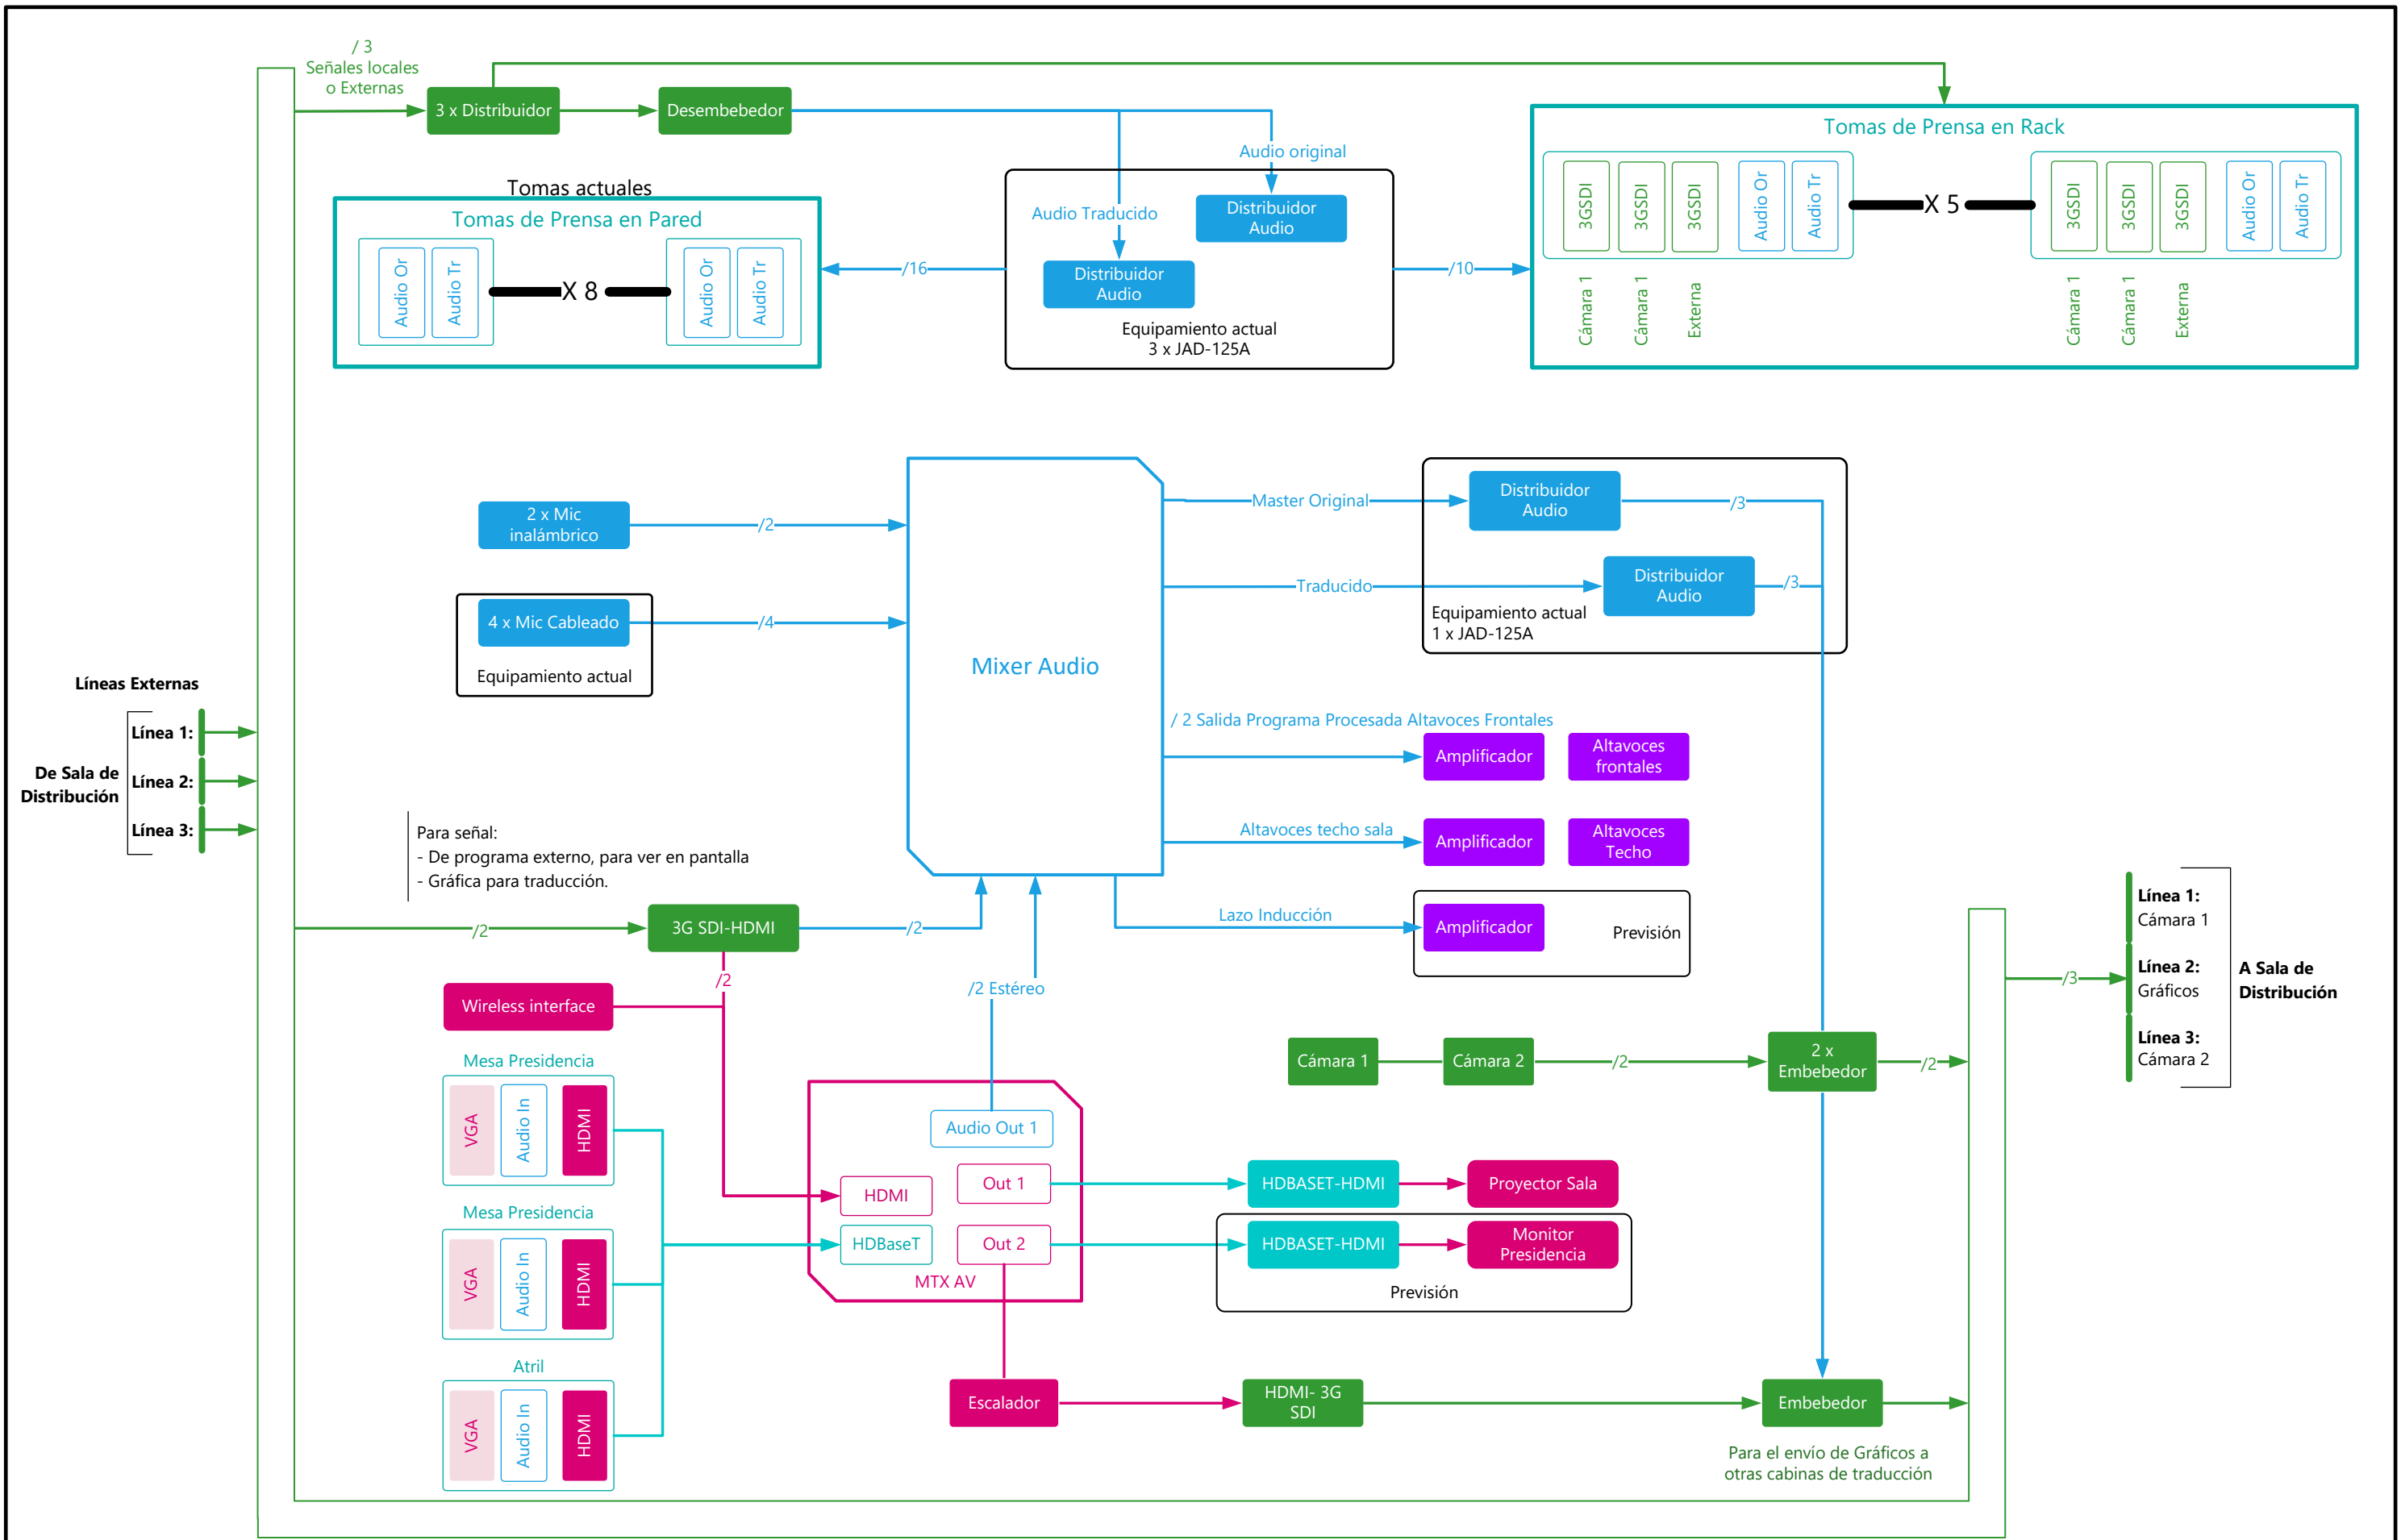 / 3
Señales locales
o Externas
3 x Distribuidor
Desembebedor
Audio original
Audio Traducido
Distribuidor
Audio
Distribuidor
Audio
Equipamiento actual
3 x JAD-125A
Tomas actuales
Tomas de Prensa en Pared
Audio Or
Audio Tr
X 8
Audio Or
Audio Tr
/16
/10
Tomas de Prensa en Rack
3GSDI
3GSDI
3GSDI
Audio Or
Audio Tr
X 5
3GSDI
3GSDI
3GSDI
Audio Or
Audio Tr
Cámara 1
Cámara 1
Externa
Cámara 1
Cámara 1
Externa
2 x Mic
inalámbrico
/2
4 x Mic Cableado
/4
Equipamiento actual
Mixer Audio
Master Original
Distribuidor
Audio
/3
Traducido
Distribuidor
Audio
/3
Equipamiento actual
1 x JAD-125A
/ 2 Salida Programa Procesada Altavoces Frontales
Amplificador
Altavoces
frontales
Altavoces techo sala
Amplificador
Altavoces
Techo
Lazo Inducción
Amplificador
Previsión
Líneas Externas
De Sala de
Distribución
Línea 1:
Línea 2:
Línea 3:
Para señal:
- De programa externo, para ver en pantalla
- Gráfica para traducción.
/2
3G SDI-HDMI
/2
/2
Wireless interface
/2 Estéreo
Mesa Presidencia
VGA
Audio In
HDMI
Mesa Presidencia
VGA
Audio In
HDMI
Atril
VGA
Audio In
HDMI
Audio Out 1
HDMI
Out 1
HDBaseT
Out 2
MTX AV
HDBASET-HDMI
Proyector Sala
HDBASET-HDMI
Monitor
Presidencia
Previsión
Escalador
HDMI- 3G
SDI
Embebedor
Para el envío de Gráficos a
otras cabinas de traducción
Cámara 1
Cámara 2
/2
2 x
Embebedor
/2
/3
Línea 1:
Cámara 1
Línea 2:
Gráficos
Línea 3:
Cámara 2
A Sala de
Distribución